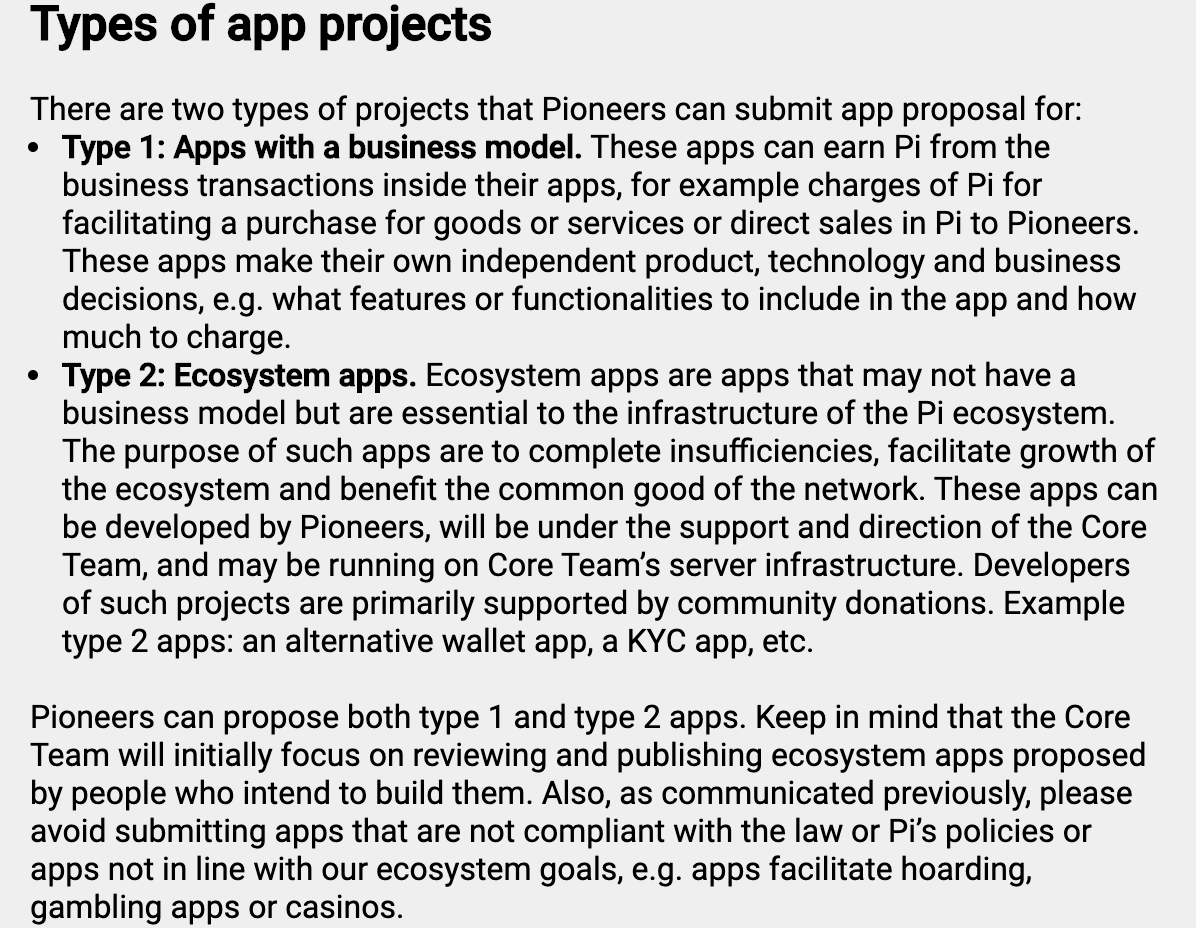 Types of app projects
There are two types of projects that Pioneers can submit app proposal for:
• Type 1: Apps with a business model. These apps can earn Pi from the
business transactions inside their apps, for example charges of Pi for
facilitating a purchase for goods or services or direct sales in Pi to Pioneers.
These apps make their own independent product, technology and business
decisions, e.g. what features or functionalities to include in the app and how
much to charge.
• Type 2: Ecosystem apps. Ecosystem apps are apps that may not have a
business model but are essential to the infrastructure of the Pi ecosystem.
The purpose of such apps are to complete insufficiencies, facilitate growth of
the ecosystem and benefit the common good of the network. These apps can
be developed by Pioneers, will be under the support and direction of the Core
Team, and may be running on Core Team’s server infrastructure. Developers
of such projects are primarily supported by community donations. Example
type 2 apps: an alternative wallet app, a KYC app, etc.
Pioneers can propose both type 1 and type 2 apps. Keep in mind that the Core
Team will initially focus on reviewing and publishing ecosystem apps proposed
by people who intend to build them. Also, as communicated previously, please
avoid submitting apps that are not compliant with the law or Pi’s policies or
apps not in line with our ecosystem goals, e.g. apps facilitate hoarding,
gambling apps or casinos.